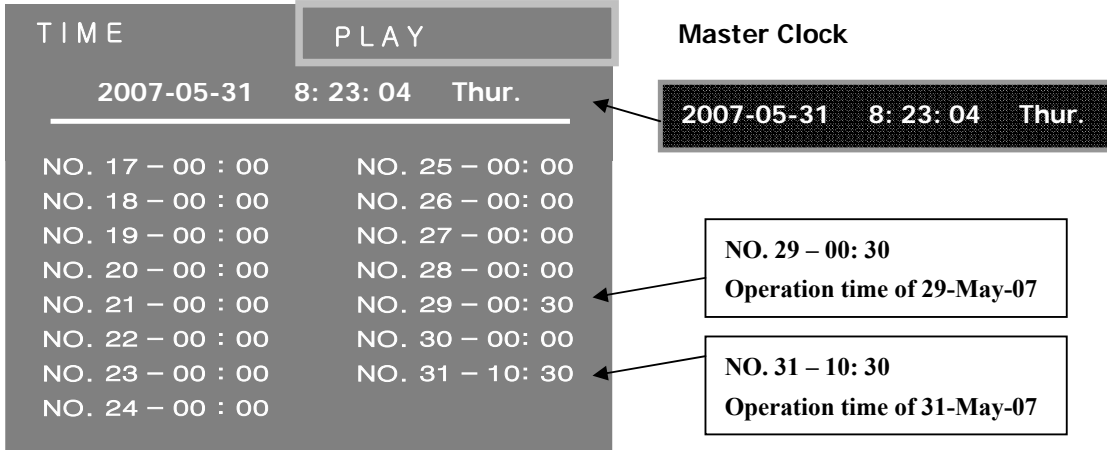 TIME PLAY
2007-05-31 8: 23: 04 Thur.
NO. 17 – 00 : 00 NO. 25 – 00: 00
NO. 18 – 00 : 00 NO. 26 – 00: 00
NO. 19 – 00 : 00 NO. 27 – 00: 00
NO. 20 – 00 : 00 NO. 28 – 00: 00
NO. 21 – 00 : 00 NO. 29 – 00: 30
NO. 22 – 00 : 00 NO. 30 – 00: 00
NO. 23 – 00 : 00 NO. 31 – 10: 30
NO. 24 – 00 : 00
Master Clock
2007-05-31 8: 23: 04 Thur.
NO. 29 – 00: 30
Operation time of 29-May-07
NO. 31 – 10: 30
Operation time of 31-May-07